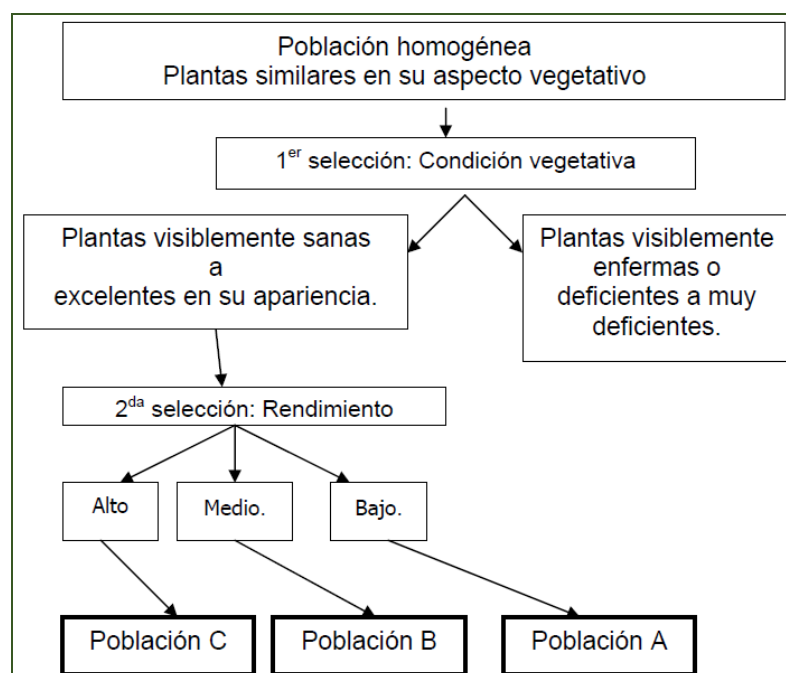 Población homogénea
Plantas similares en su aspecto vegetativo
1er selección: Condición vegetativa
Plantas visiblemente sanas
a
excelentes en su apariencia.
Plantas visiblemente
enfermas o
deficientes a muy
deficientes.
2da selección: Rendimiento
Alto
Medio.
Bajo.
Población C
Población B
Población A